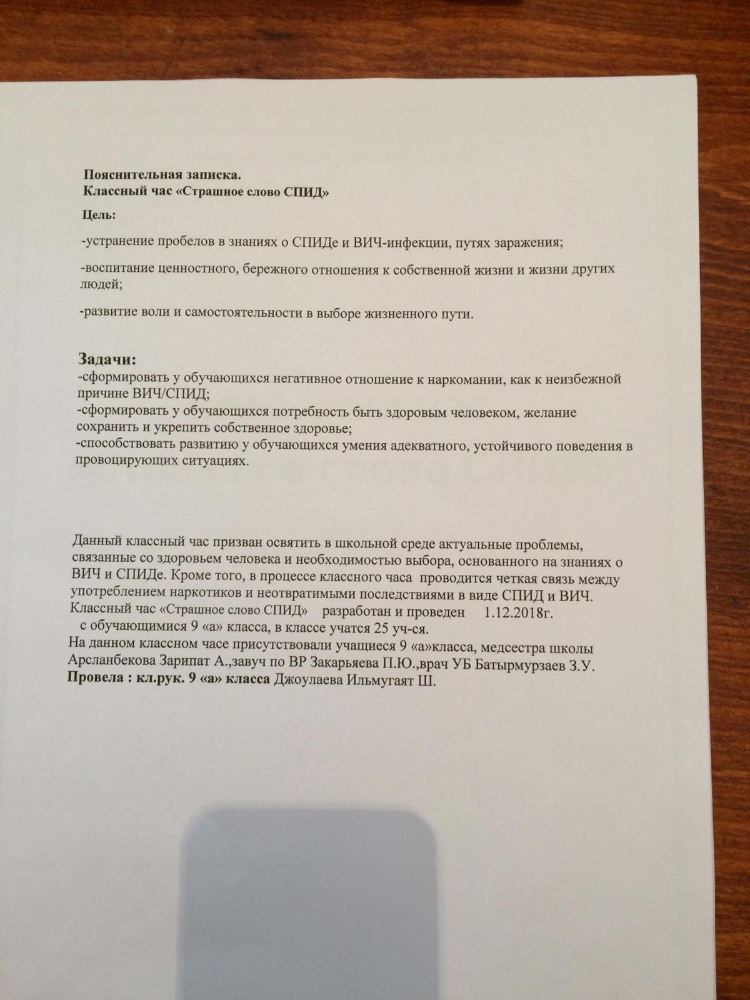 Пояснительная записка.
Классный час «Страшное слово СПИД»
Цель:
-устранение пробелов в знаниях о СПИДе и ВИЧ-инфекции, путях заражения;
-воспитание ценностного, бережного отношения к собственной жизни и жизни других
людей;
-развитие воли и самостоятельности в выборе жизненного пути.
Задачи:
-сформировать у обучающихся негативное отношение к наркомании, как к неизбежной
причине ВИЧ/СПИД;
-сформировать у обучающихся потребность быть здоровым человеком, желание
сохранить и укрепить собственное здоровье;
-способствовать развитию у обучающихся умения адекватного, устойчивого поведения в
провоцирующих ситуациях.
Данный классный час призван освятить в школьной среде актуальные проблемы,
связанные со здоровьем человека и необходимостью выбора, основанного на знаниях о
ВИЧ и СПИДе. Кроме того, в процессе классного часа проводится четкая связь между
употреблением наркотиков и неотвратимыми последствиями в виде СПИД и ВИЧ.
Классный час «Страшное слово СПИД» разработан и проведен 1.12.2018г.
с обучающимися 9 «а» класса, в классе учатся 25 уч-ся.
На данном классном часе присутствовали учащиеся 9 «а»класса, медсестра школы
Арсланбекова Зарипат А.,завуч по ВР Закарьяева П.Ю.,врач УБ Батырмурзаев З.У.
Провела : кл.рук. 9 «а» класса Джоулаева Ильмугаят Ш.